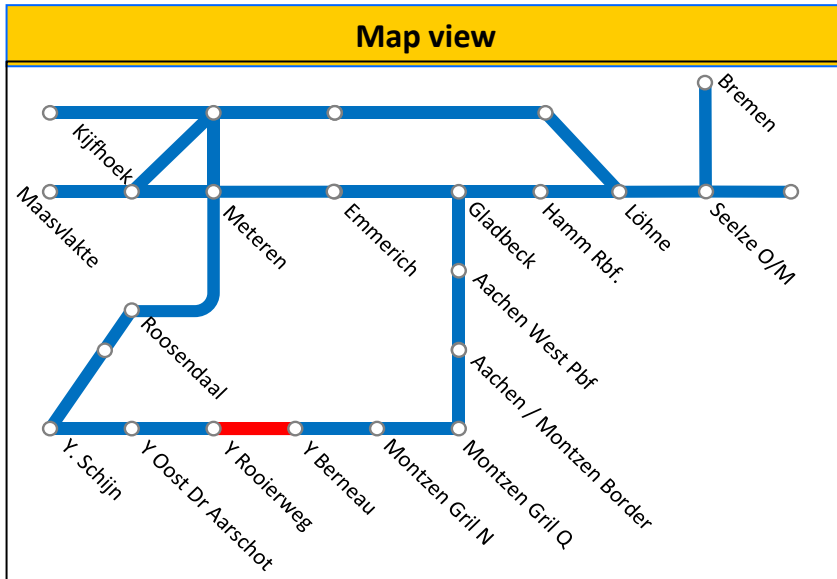 Map view
Bremen
Kijfhoek
Maasvlakte
Meteren
Emmerich
Gladbeck
Hamm Rbf.
Löhne
Seelze O/M
Aachen West Pbf
Roosendaal
Aachen / Montzen Border
Y. Schijn
Y Oost Dr Aarschot
Y Rooierweg
Y Berneau
Montzen Gril N
Montzen Gril Q